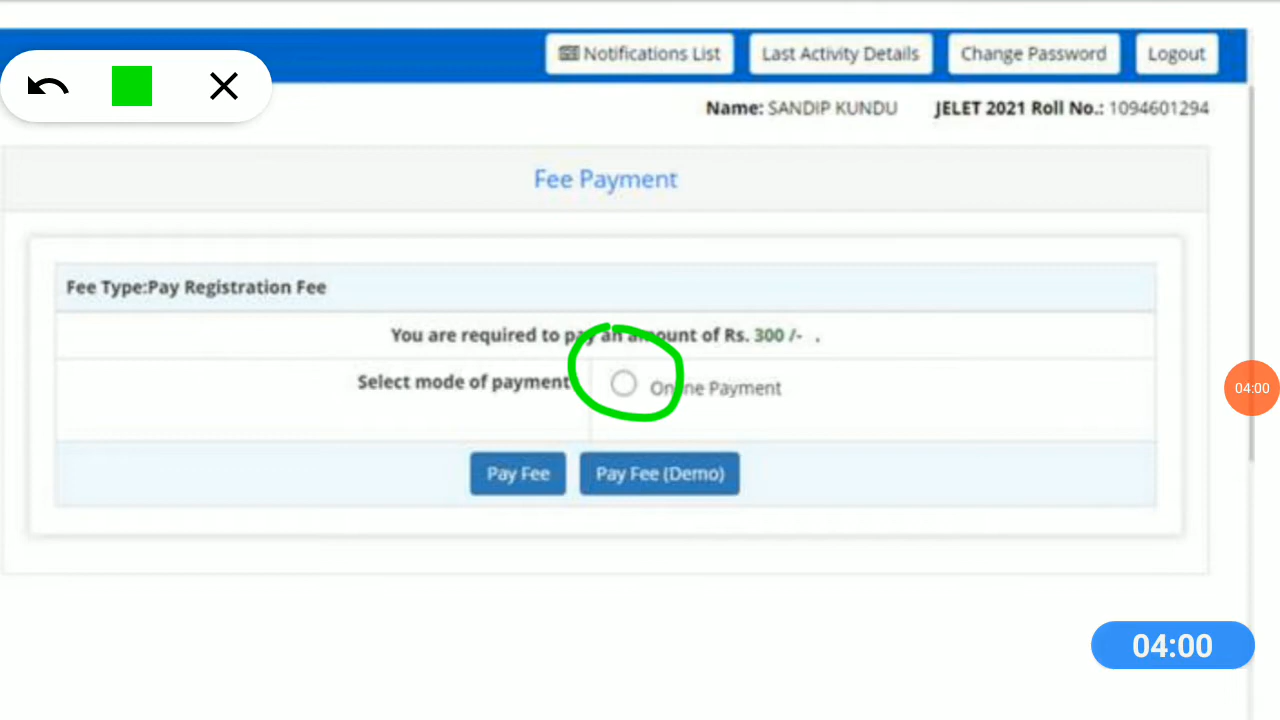 Notifications List Last Activity Details Change Password Logout
Name: SANDIP KUNDU JELET 2021 Roll No.: 1094601294
Fee Payment
Fee Type:Pay Registration Fee
You are required to pay an amount of Rs. 300 /- .
Select mode of payment Online Payment
04:00
Pay Fee Pay Fee (Demo)
04:00